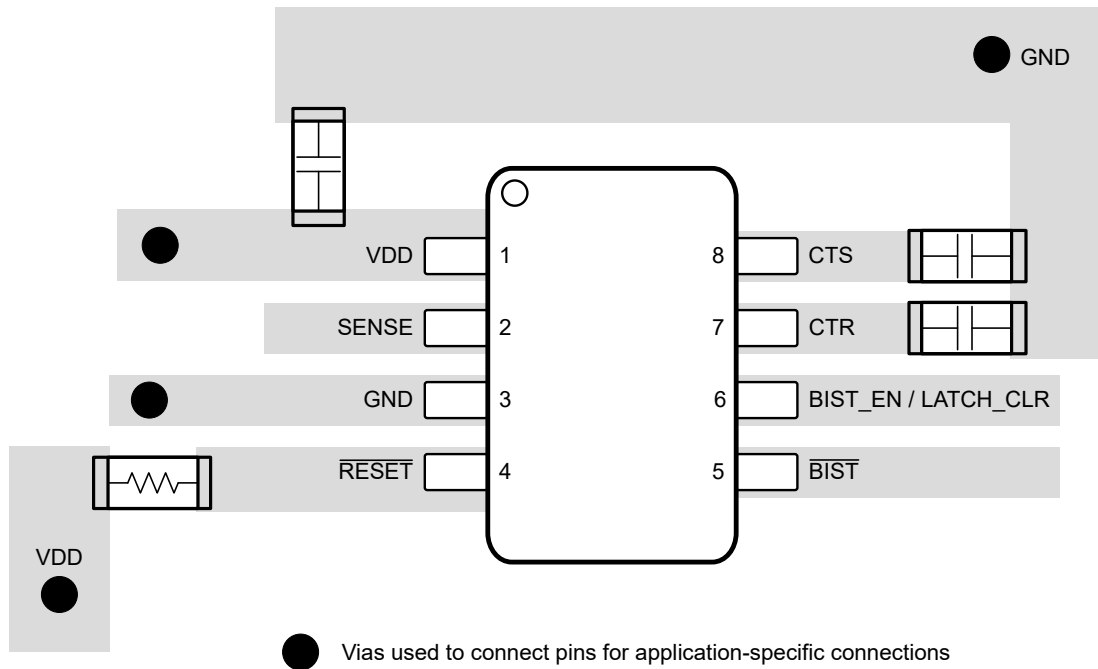 GND
VDD 1 8 CTS
SENSE 2 7 CTR
GND 3 6 BIST_EN / LATCH_CLR
RESET 4 5 BIST
VDD
Vias used to connect pins for application-specific connections